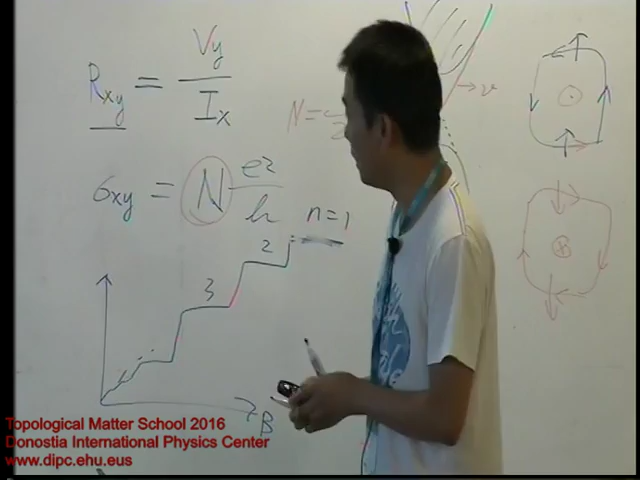 Rxy = Vy / Ix
σxy = N e2 / h
n=1
2
3
B
N=
v
Topological Matter School 2016
Donostia International Physics Center
www.dipc.ehu.eus